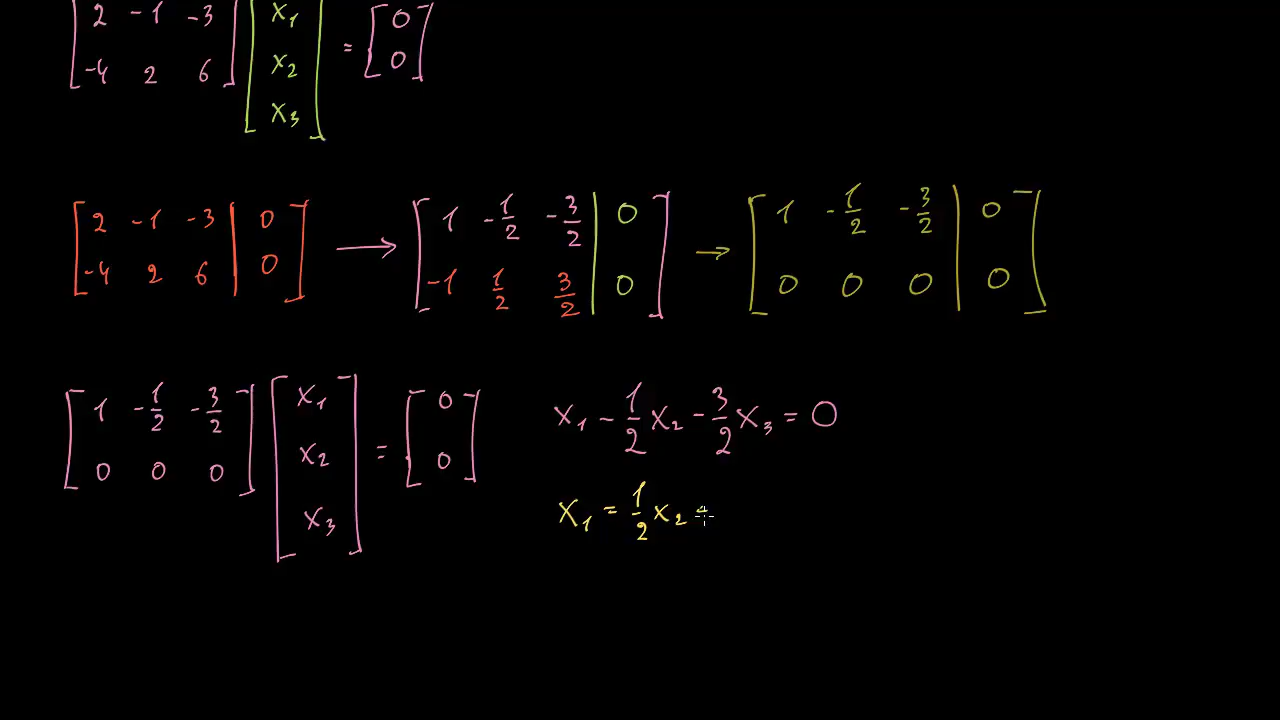 [2 -1 -3] [x₁] = [0]
[-4 2 6] [x₂] [0]
[x₃]
[2 -1 -3 | 0] → [1 -1/2 -3/2 | 0] → [1 -1/2 -3/2 | 0]
[-4 2 6 | 0] [-1 1/2 3/2 | 0] [0 0 0 | 0]
[1 -1/2 -3/2] [x₁] = [0] x₁ - 1/2 x₂ - 3/2 x₃ = 0
[0 0 0] [x₂] [0]
[x₃] x₁ = 1/2 x₂ +